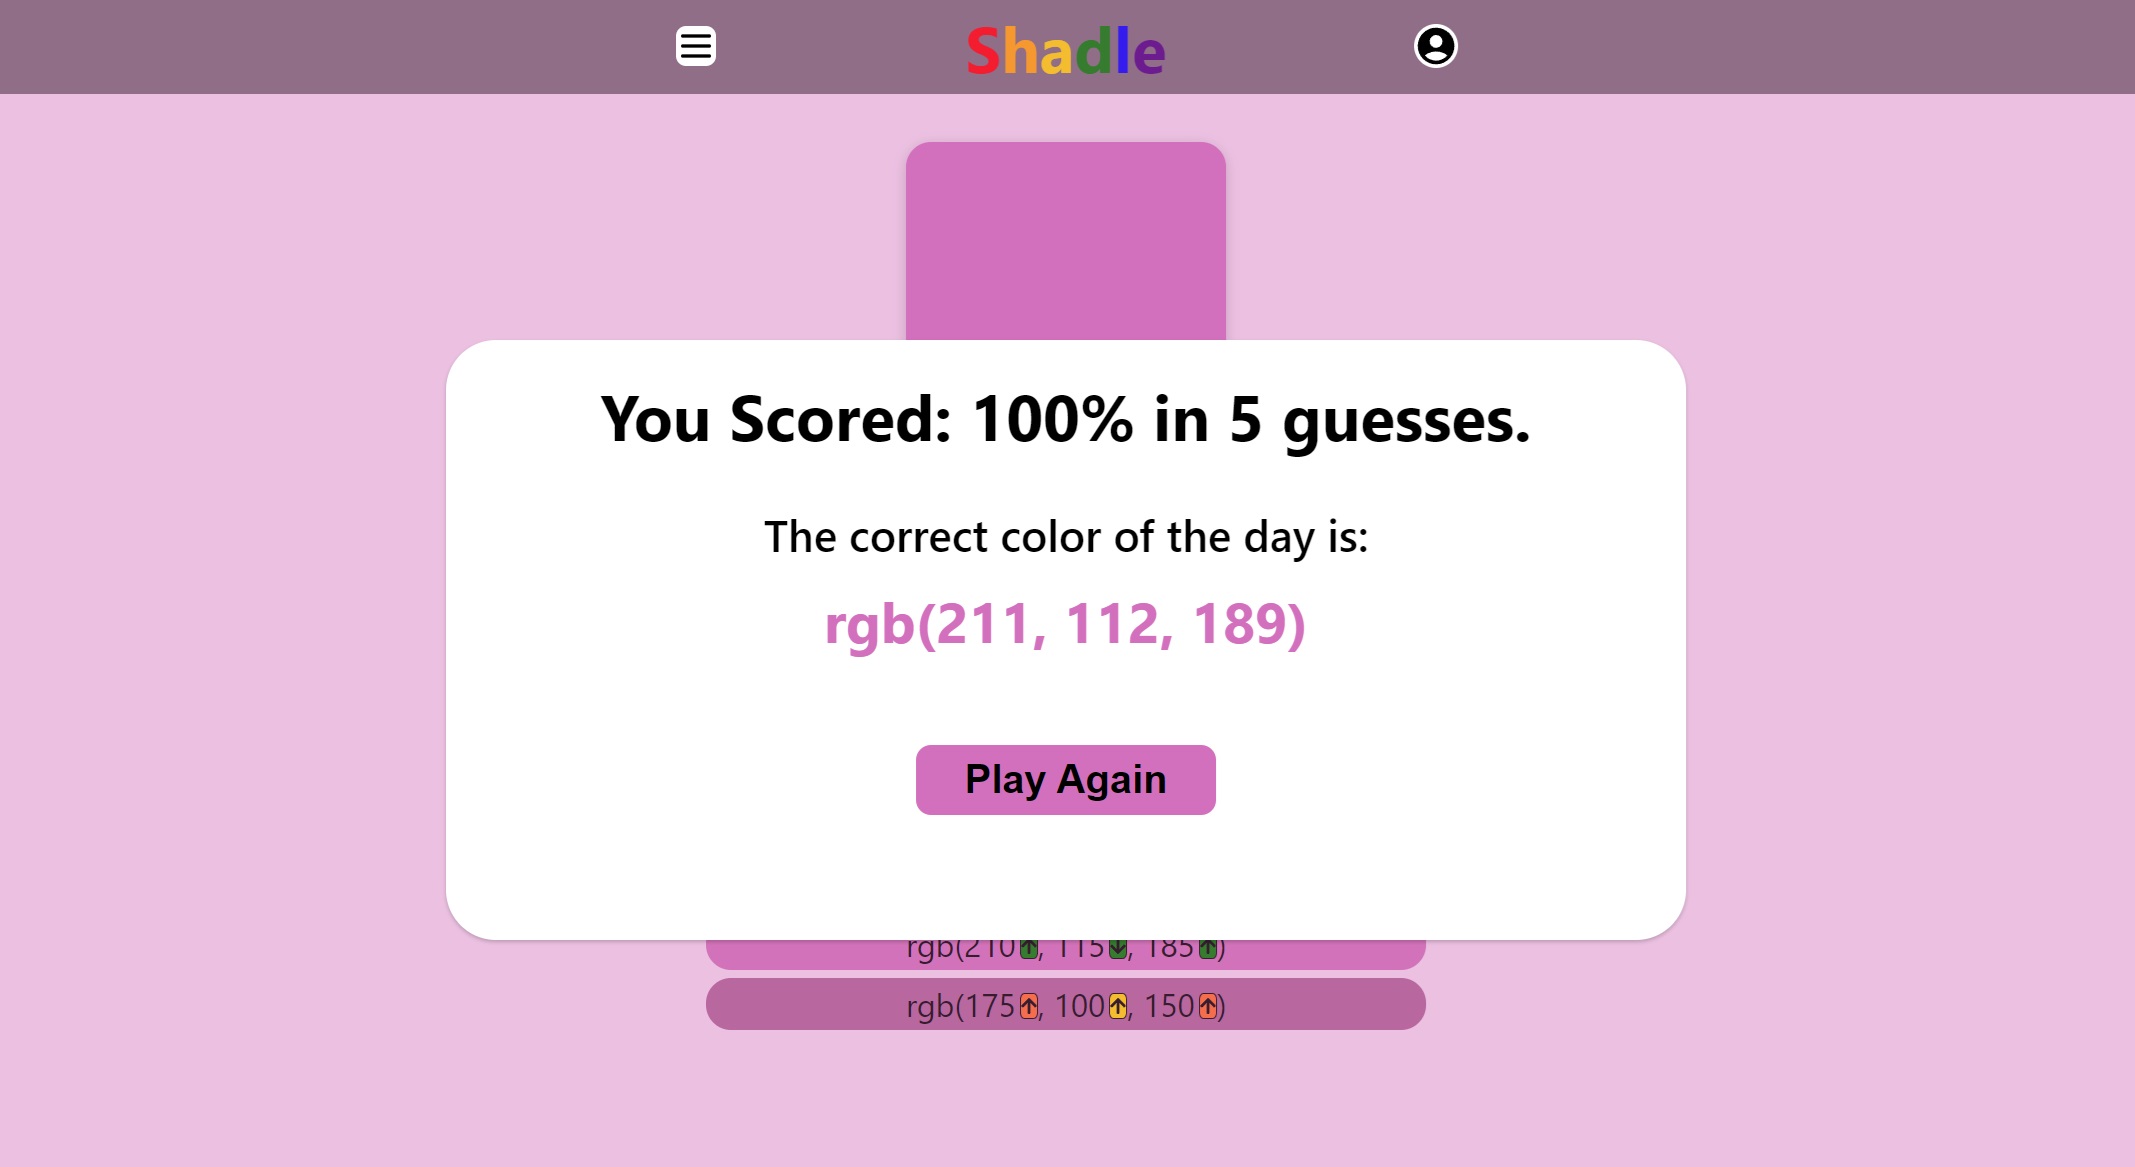 Shadle
You Scored: 100% in 5 guesses.
The correct color of the day is:
rgb(211, 112, 189)
Play Again
rgb(210↑, 115↓, 185↑)
rgb(175↑, 100↑, 150↑)